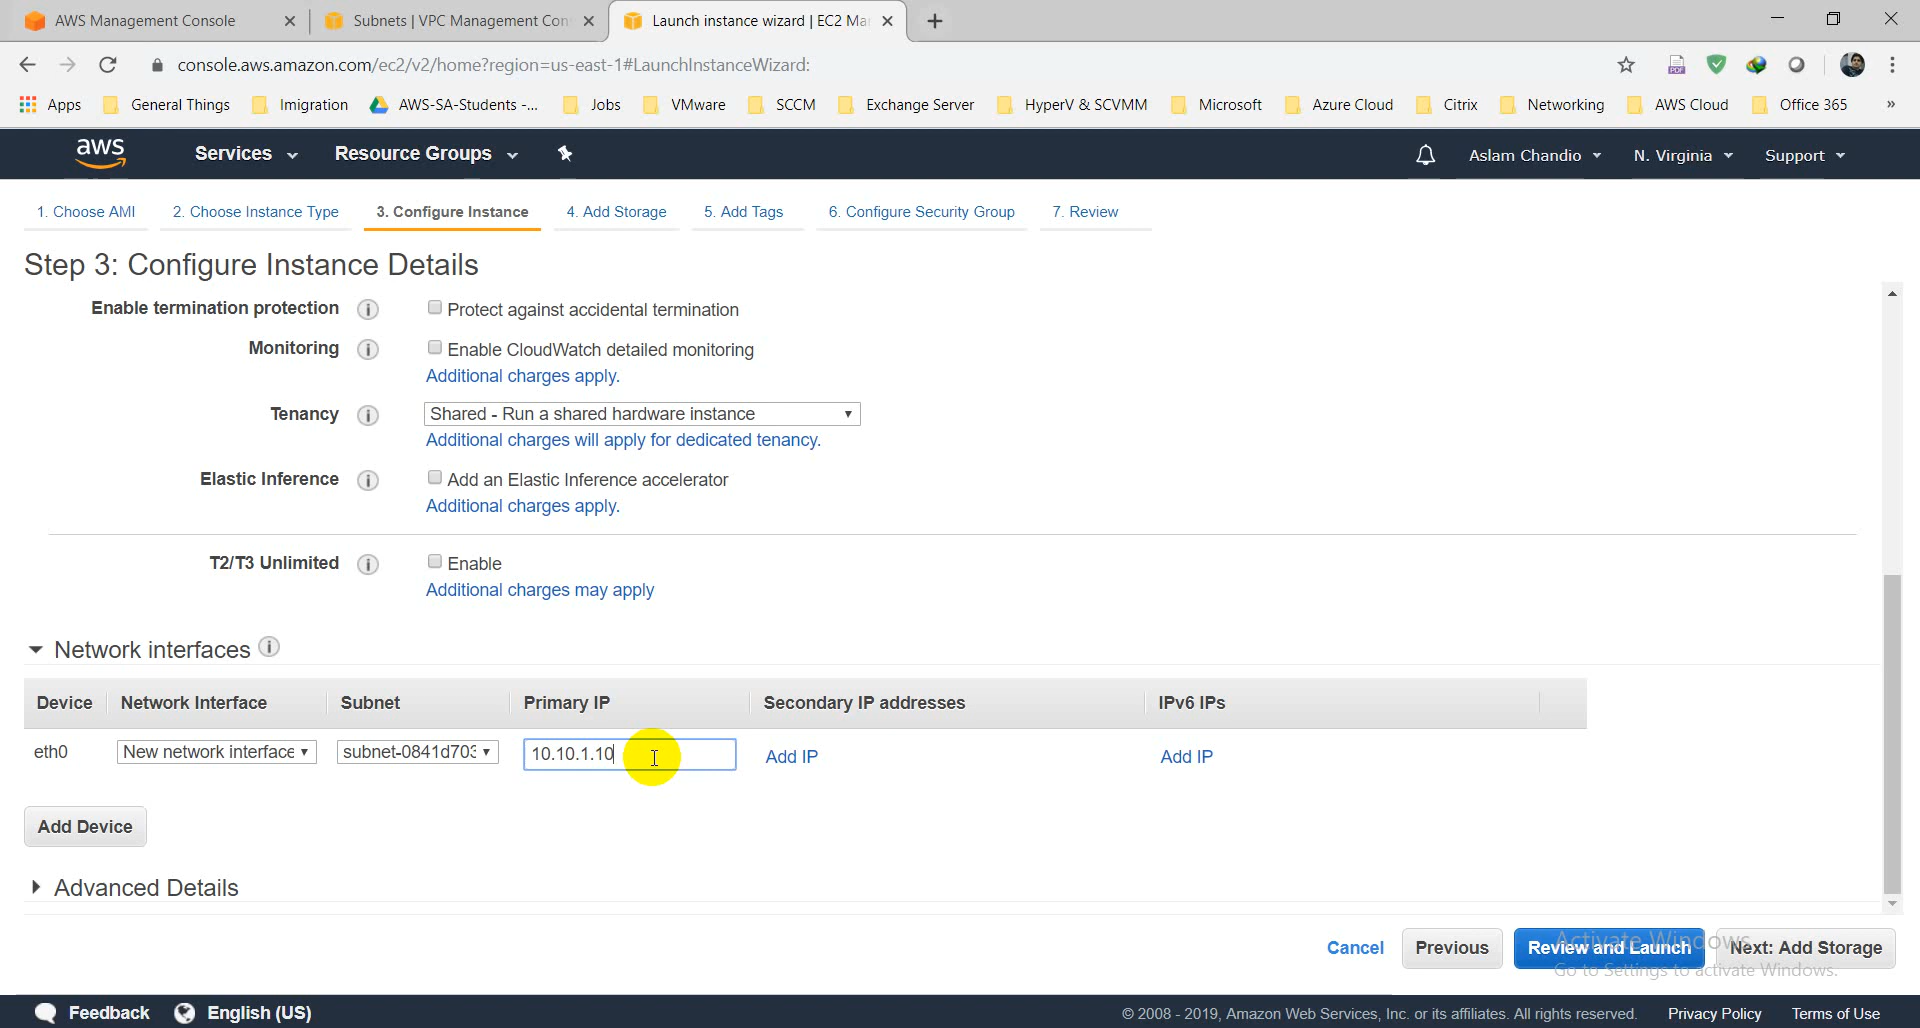 AWS Management Console
Subnets | VPC Management Con
Launch instance wizard | EC2 Ma
console.aws.amazon.com/ec2/v2/home?region=us-east-1#LaunchInstanceWizard:
PDF
Apps
General Things
Imigration
AWS-SA-Students -...
Jobs
VMware
SCCM
Exchange Server
HyperV & SCVMM
Microsoft
Azure Cloud
Citrix
Networking
AWS Cloud
Office 365
»
aws
Services
Resource Groups
Aslam Chandio
N. Virginia
Support
1. Choose AMI
2. Choose Instance Type
3. Configure Instance
4. Add Storage
5. Add Tags
6. Configure Security Group
7. Review
Step 3: Configure Instance Details
Enable termination protection
i
Protect against accidental termination
Monitoring
i
Enable CloudWatch detailed monitoring
Additional charges apply.
Tenancy
i
Shared - Run a shared hardware instance
Additional charges will apply for dedicated tenancy.
Elastic Inference
i
Add an Elastic Inference accelerator
Additional charges apply.
T2/T3 Unlimited
i
Enable
Additional charges may apply
Network interfaces
i
Device
Network Interface
Subnet
Primary IP
Secondary IP addresses
IPv6 IPs
eth0
New network interface
subnet-0841d703
10.10.1.10
Add IP
Add IP
Add Device
Advanced Details
Cancel
Previous
Review and Launch
Next: Add Storage
Activate Windows
Go to Settings to activate Windows.
Feedback
English (US)
© 2008 - 2019, Amazon Web Services, Inc. or its affiliates. All rights reserved.
Privacy Policy
Terms of Use